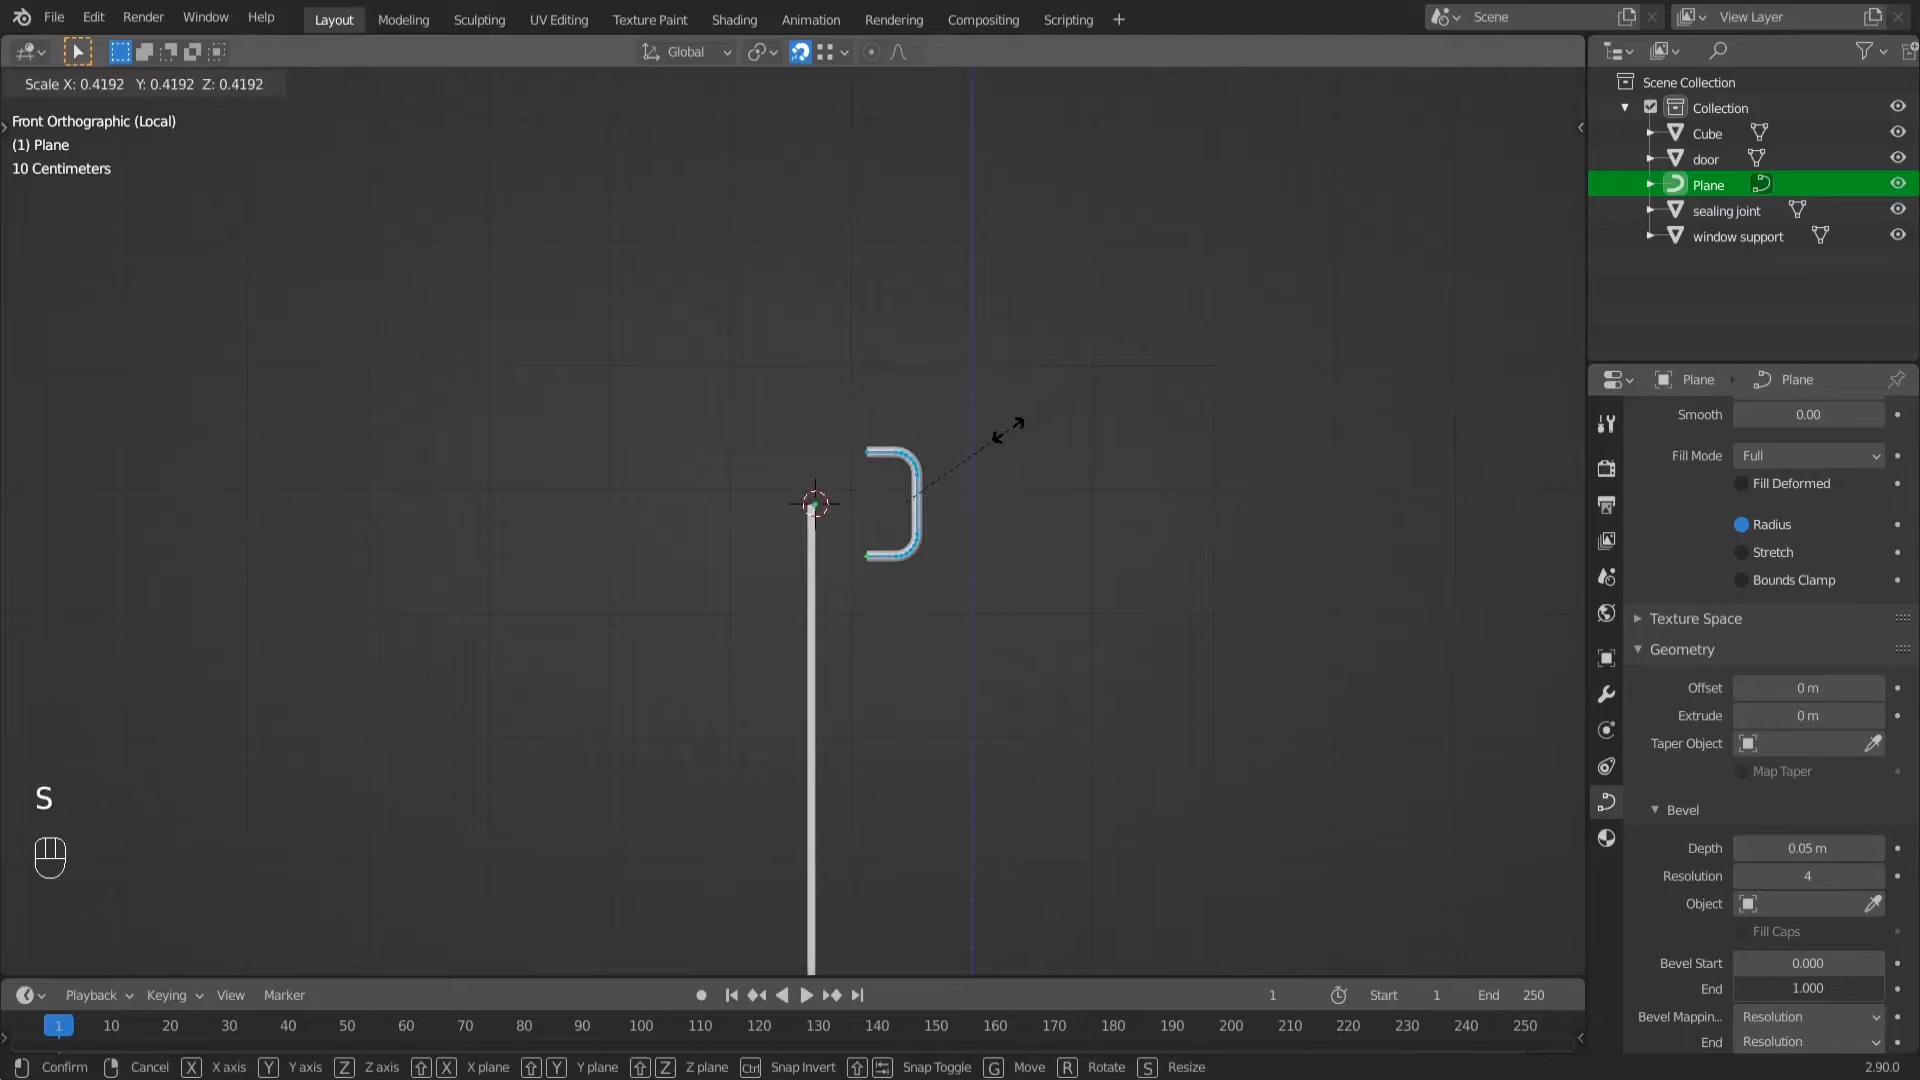 File Edit Render Window Help Layout Modeling Sculpting UV Editing Texture Paint Shading Animation Rendering Compositing Scripting + Scene View Layer
Global
Scale X: 0.4192 Y: 0.4192 Z: 0.4192
Front Orthographic (Local)
(1) Plane
10 Centimeters
Scene Collection
Collection
Cube
door
Plane
sealing joint
window support
Plane Plane
Smooth 0.00
Fill Mode Full
Fill Deformed
Radius
Stretch
Bounds Clamp
Texture Space
Geometry
Offset 0 m
Extrude 0 m
Taper Object
Map Taper
Bevel
Depth 0.05 m
Resolution 4
Object
Fill Caps
Bevel Start 0.000
End 1.000
Bevel Mappin... Resolution
End Resolution
S
Playback Keying View Marker 1 Start 1 End 250
1 10 20 30 40 50 60 70 80 90 100 110 120 130 140 150 160 170 180 190 200 210 220 230 240 250
Confirm Cancel X X axis Y Y axis Z Z axis X X plane Y Y plane Z Z plane Ctrl Snap Invert Snap Toggle G Move R Rotate S Resize 2.90.0